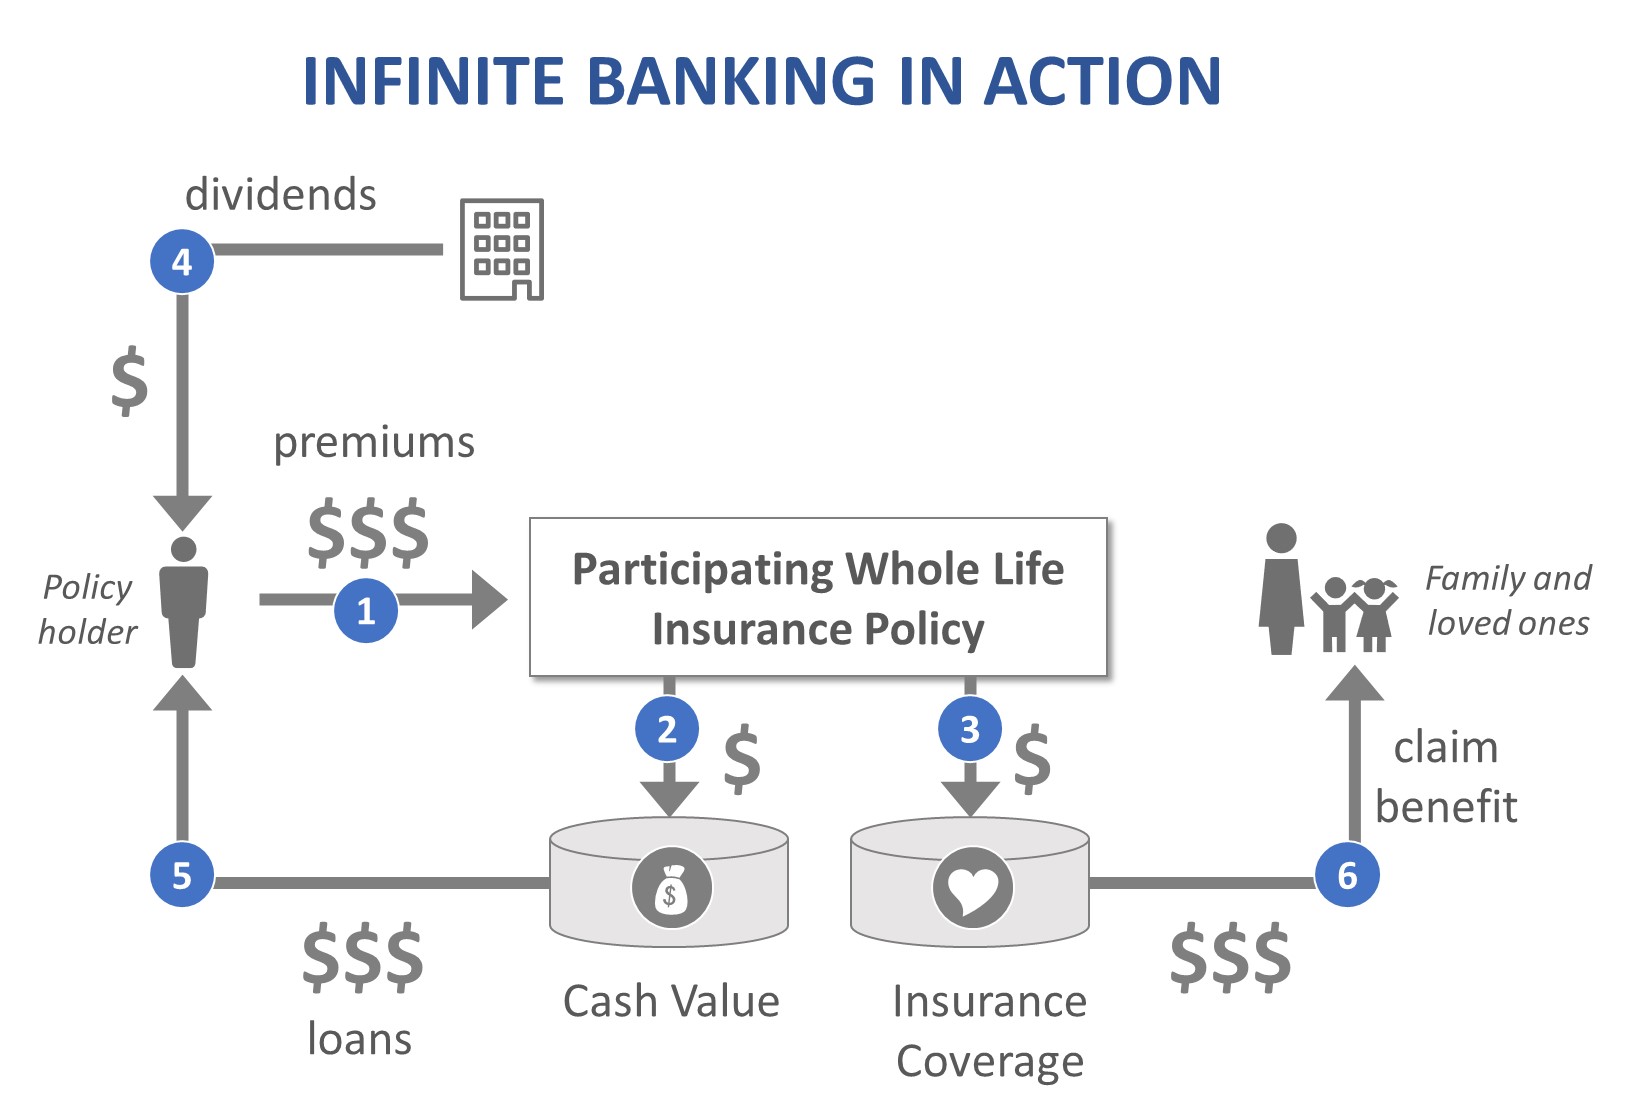 INFINITE BANKING IN ACTION
dividends
4
$
premiums
$$$
1
Policy
holder
Participating Whole Life
Insurance Policy
Family and
loved ones
2
$
3
$
claim
benefit
5
$
6
$$$
loans
Cash Value
$$$
Insurance
Coverage